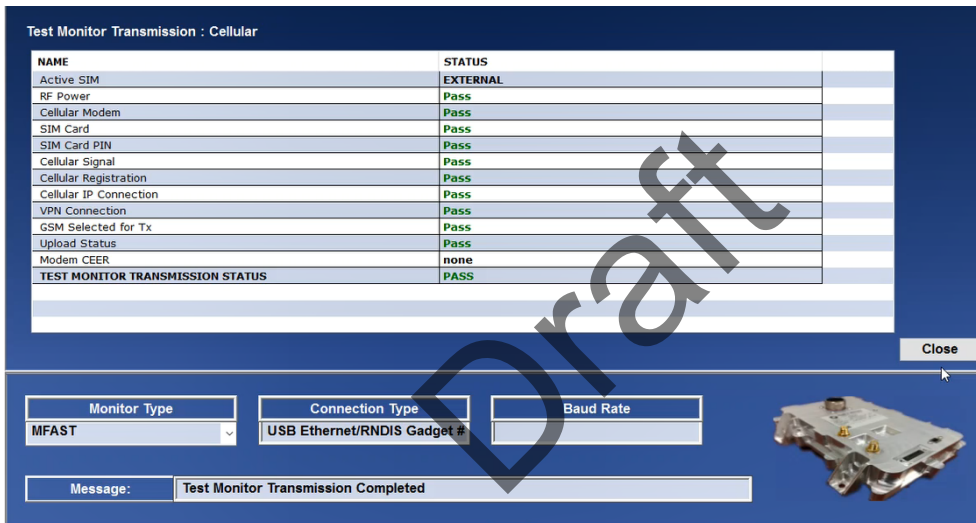 Test Monitor Transmission : Cellular
NAME STATUS
Active SIM EXTERNAL
RF Power Pass
Cellular Modem Pass
SIM Card Pass
SIM Card PIN Pass
Cellular Signal Pass
Cellular Registration Pass
Cellular IP Connection Pass
VPN Connection Pass
GSM Selected for Tx Pass
Upload Status Pass
Modem CEER none
TEST MONITOR TRANSMISSION STATUS PASS
Close
Draft
Monitor Type Connection Type Baud Rate
MFAST USB Ethernet/RNDIS Gadget #
Message: Test Monitor Transmission Completed